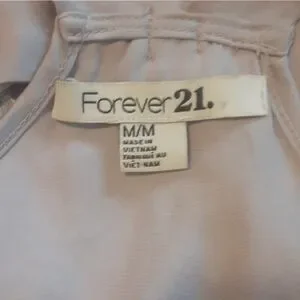 Forever 21.
M/M
MADE IN
VIETNAM
FABRIQUÉ AU
VIET-NAM